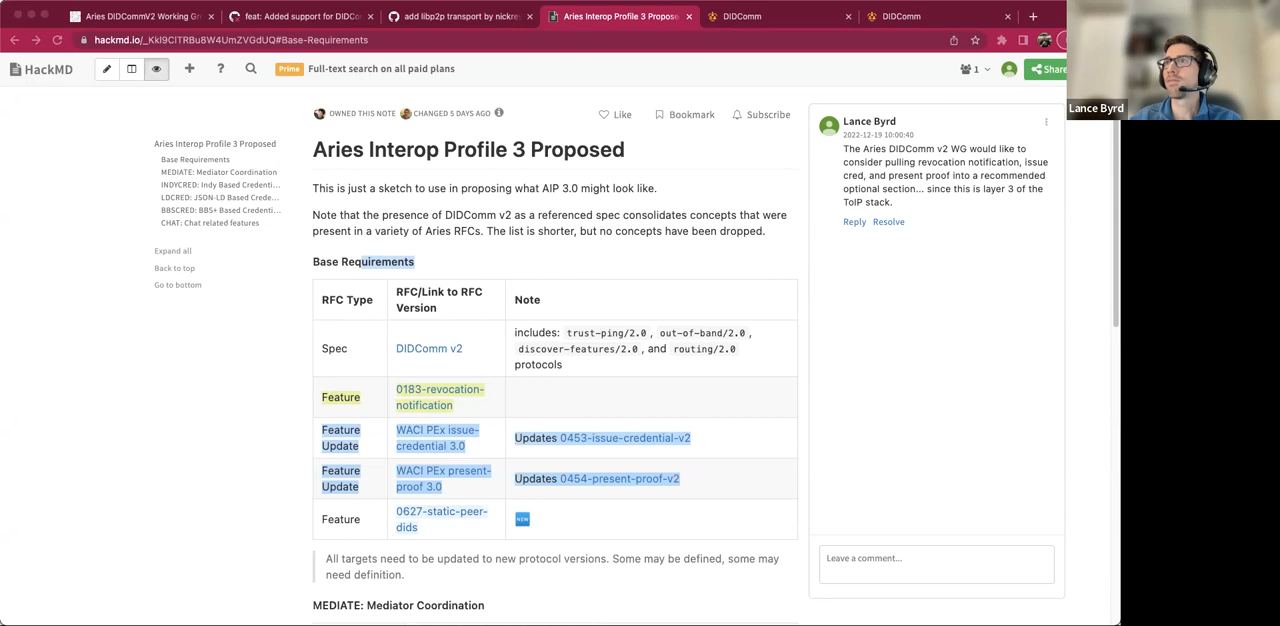 Aries DIDCommV2 Working Gr
feat: Added support for DIDCo
add libp2p transport by nickrey
Aries Interop Profile 3 Propose
DIDComm
DIDComm
hackmd.io/_KkI9ClTRBu8W4UmZVGdUQ#Base-Requirements
HackMD
Prime
Full-text search on all paid plans
1
Share
Lance Byrd
OWNED THIS NOTE
CHANGED 5 DAYS AGO
Like
Bookmark
Subscribe
Aries Interop Profile 3 Proposed
Base Requirements
MEDIATE: Mediator Coordination
INDYCRED: Indy Based Credenti...
LDCRED: JSON-LD Based Crede...
BBSCRED: BBS+ Based Credenti...
CHAT: Chat related features
Expand all
Back to top
Go to bottom
Aries Interop Profile 3 Proposed
This is just a sketch to use in proposing what AIP 3.0 might look like.
Note that the presence of DIDComm v2 as a referenced spec consolidates concepts that were
present in a variety of Aries RFCs. The list is shorter, but no concepts have been dropped.
Base Requirements
RFC Type
RFC/Link to RFC
Version
Note
Spec
DIDComm v2
includes: trust-ping/2.0, out-of-band/2.0,
discover-features/2.0, and routing/2.0
protocols
Feature
0183-revocation-
notification
Feature
Update
WACI PEx issue-
credential 3.0
Updates 0453-issue-credential-v2
Feature
Update
WACI PEx present-
proof 3.0
Updates 0454-present-proof-v2
Feature
0627-static-peer-
dids
NEW
All targets need to be updated to new protocol versions. Some may be defined, some may
need definition.
MEDIATE: Mediator Coordination
Lance Byrd
2022-12-19 10:00:40
The Aries DIDComm v2 WG would like to
consider pulling revocation notification, issue
cred, and present proof into a recommended
optional section... since this is layer 3 of the
ToIP stack.
Reply
Resolve
Leave a comment...